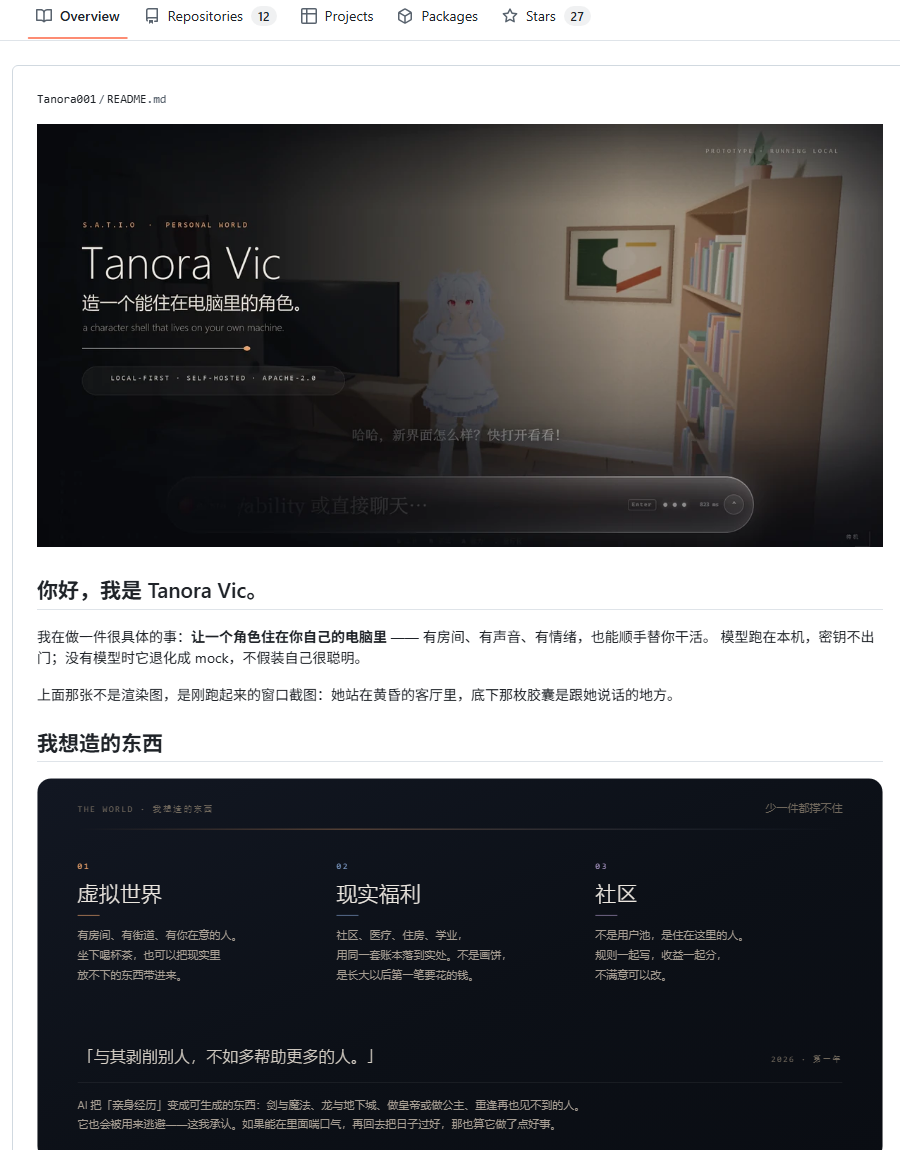 Overview
Repositories 12
Projects
Packages
Stars 27
Tanora001 / README.md
PROTOTYPE · RUNNING LOCAL
S.A.T.I.O · PERSONAL WORLD
Tanora Vic
造一个能住在电脑里的角色。
a character shell that lives on your own machine.
LOCAL-FIRST · SELF-HOSTED · APACHE-2.0
哈哈，新界面怎么样？快打开看看！
/ability 或直接聊天…
Enter
你好，我是 Tanora Vic。
我在做一件很具体的事：让一个角色住在你自己的电脑里 —— 有房间、有声音、有情绪，也能顺手替你干活。 模型跑在本机，密钥不出
门；没有模型时它退化成 mock，不假装自己很聪明。
上面那张不是渲染图，是刚跑起来的窗口截图：她站在黄昏的客厅里，底下那枚胶囊是跟她说话的地方。
我想造的东西
THE WORLD · 我想造的东西
少一件都撑不住
01
虚拟世界
有房间、有街道、有你在意的人。
坐下喝杯茶，也可以把现实里
放不下的东西带进来。
02
现实福利
社区、医疗、住房、学业，
用同一套账本落到实处。不是画饼，
是长大以后第一笔要花的钱。
03
社区
不是用户池，是住在这里的人。
规则一起写，收益一起分，
不满意可以改。
「与其剥削别人，不如多帮助更多的人。」
2026 · 第一年
AI 把「亲身经历」变成可生成的东西：剑与魔法、龙与地下城、做皇帝或做公主、重逢再也见不到的人。
它也会被用来逃避——这我承认。如果能在里面喘口气，再回去把日子过好，那也算它做了点好事。